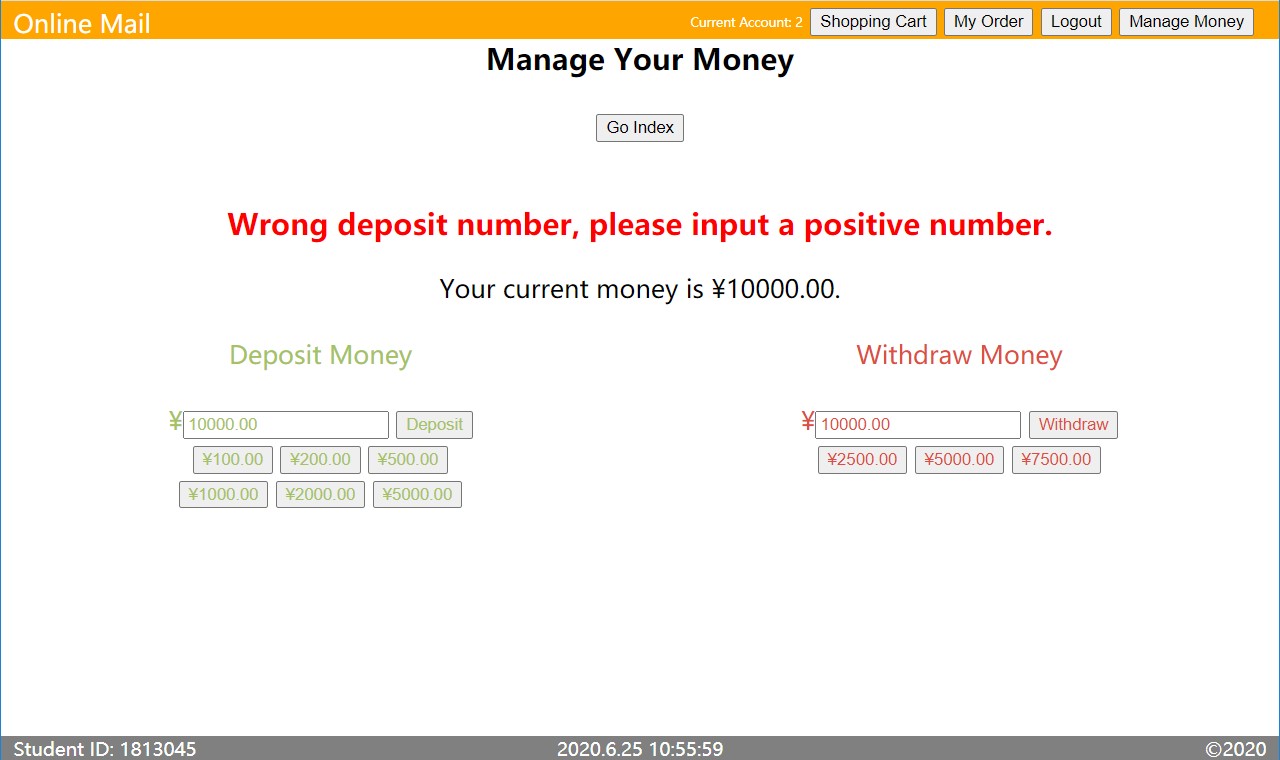 Online Mail
Current Account: 2 Shopping Cart My Order Logout Manage Money
Manage Your Money
Go Index
Wrong deposit number, please input a positive number.
Your current money is ¥10000.00.
Deposit Money
¥10000.00 Deposit
¥100.00 ¥200.00 ¥500.00
¥1000.00 ¥2000.00 ¥5000.00
Withdraw Money
¥10000.00 Withdraw
¥2500.00 ¥5000.00 ¥7500.00
Student ID: 1813045
2020.6.25 10:55:59
©2020